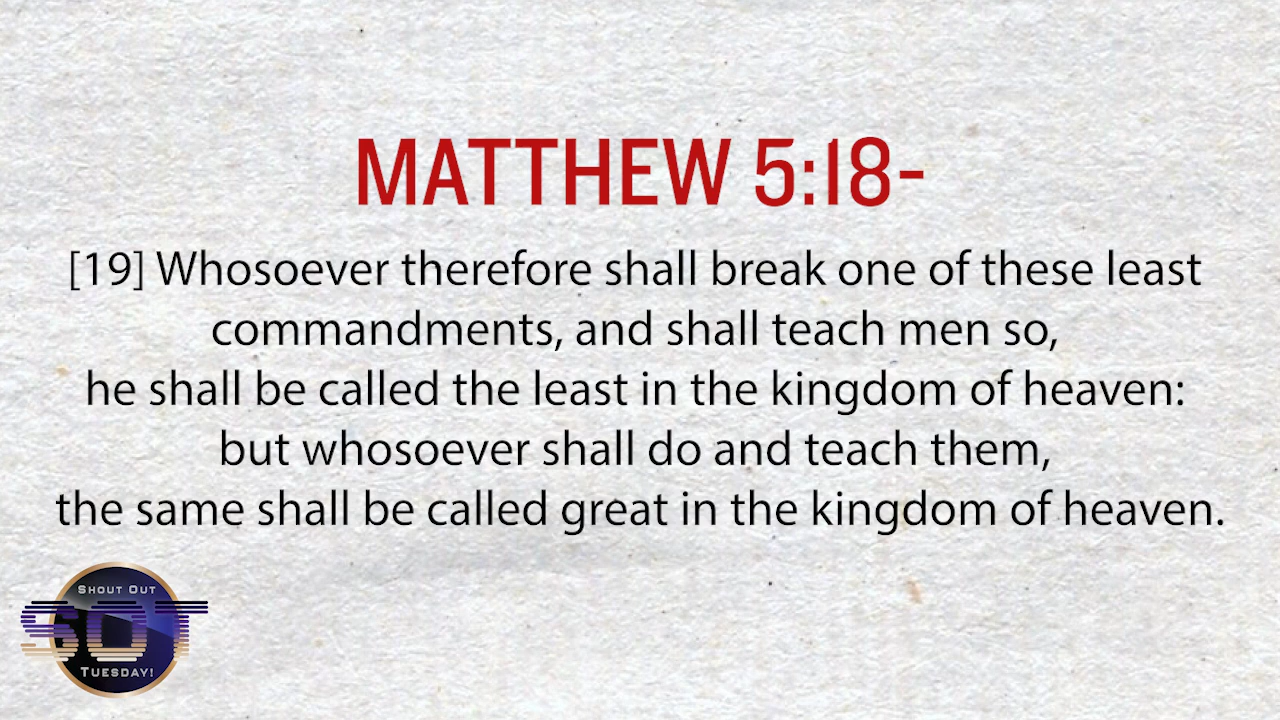 MATTHEW 5:18-
[19] Whosoever therefore shall break one of these least
commandments, and shall teach men so,
he shall be called the least in the kingdom of heaven:
but whosoever shall do and teach them,
the same shall be called great in the kingdom of heaven.
SHOUT OUT
SOT
TUESDAY!